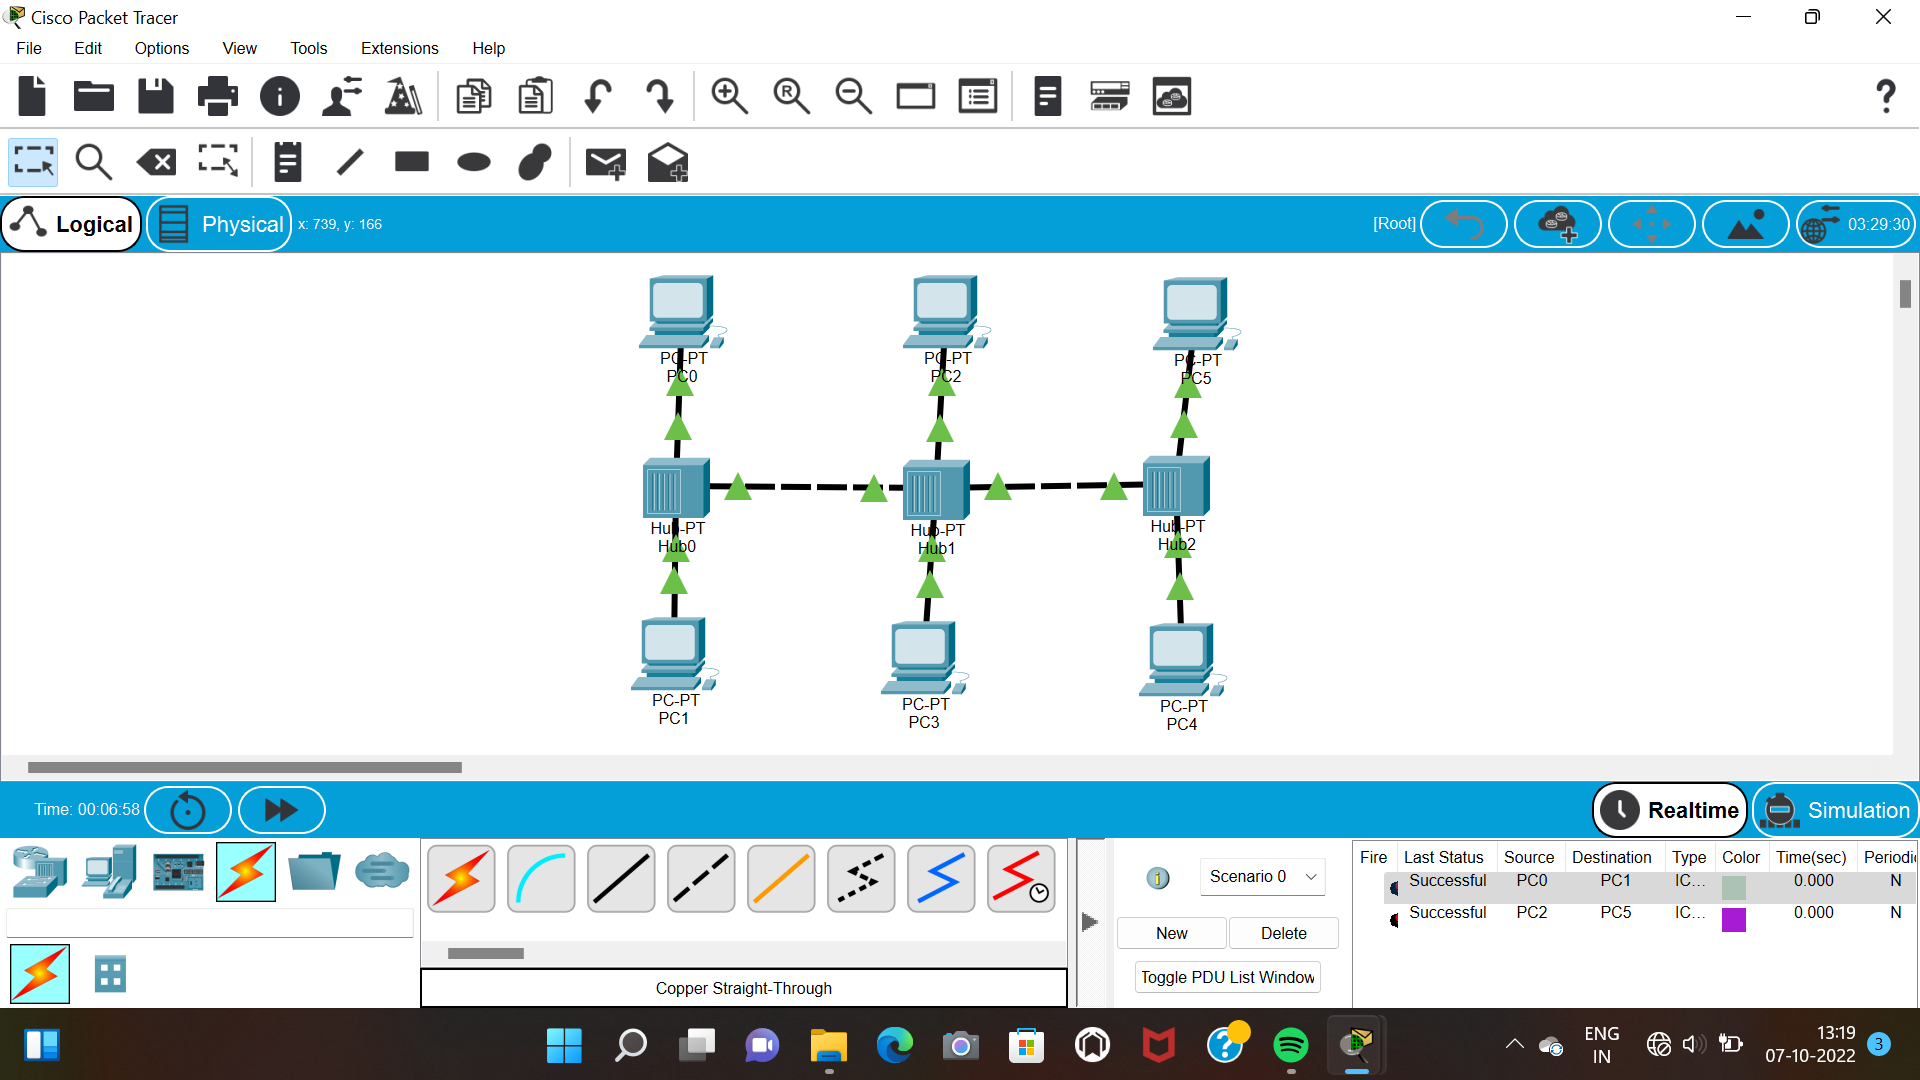 Cisco Packet Tracer
File Edit Options View Tools Extensions Help
Logical Physical x: 739, y: 166 [Root] 03:29:30
PC-PT PC-PT PC-PT
PC0 PC2 PC5
Hub-PT Hub-PT Hub-PT
Hub0 Hub1 Hub2
PC-PT PC-PT PC-PT
PC1 PC3 PC4
Time: 00:06:58 Realtime Simulation
Scenario 0
New Delete
Toggle PDU List Window
Copper Straight-Through
Fire Last Status Source Destination Type Color Time(sec) Periodic
Successful PC0 PC1 IC... 0.000 N
Successful PC2 PC5 IC... 0.000 N
ENG
IN
13:19
07-10-2022
3